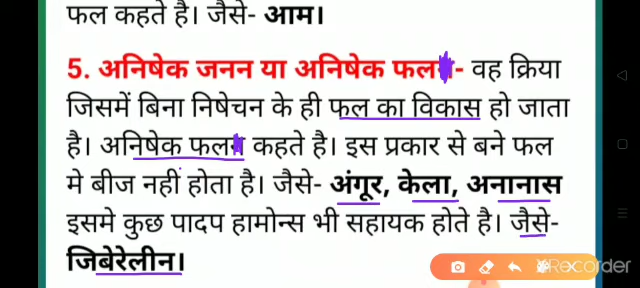 फल कहते है। जैसे- आम।
5. अनिषेक जनन या अनिषेक फल- वह क्रिया
जिसमें बिना निषेचन के ही फल का विकास हो जाता
है। अनिषेक फल कहते है। इस प्रकार से बने फल
मे बीज नहीं होता है। जैसे- अंगूर, केला, अनानास
इसमे कुछ पादप हामोन्स भी सहायक होते है। जैसे-
जिबेरेलीन।